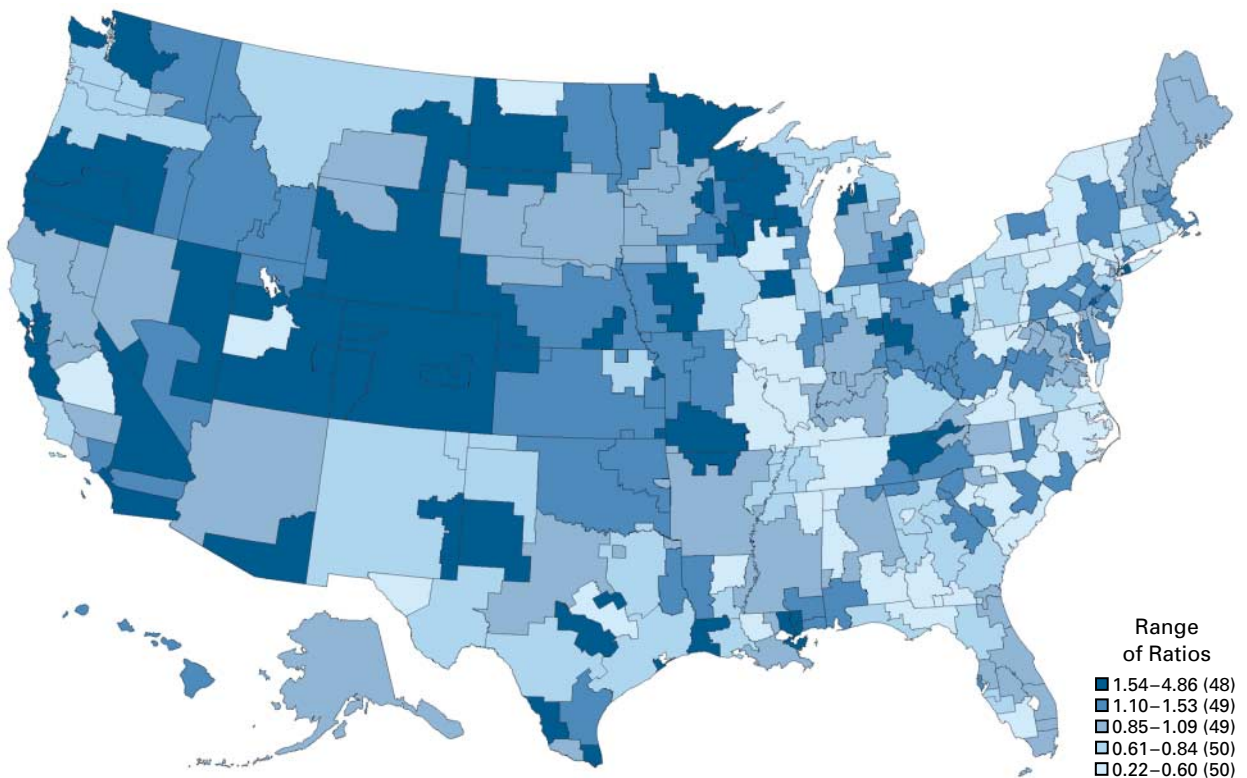 Range
of Ratios
1.54–4.86 (48)
1.10–1.53 (49)
0.85–1.09 (49)
0.61–0.84 (50)
0.22–0.60 (50)